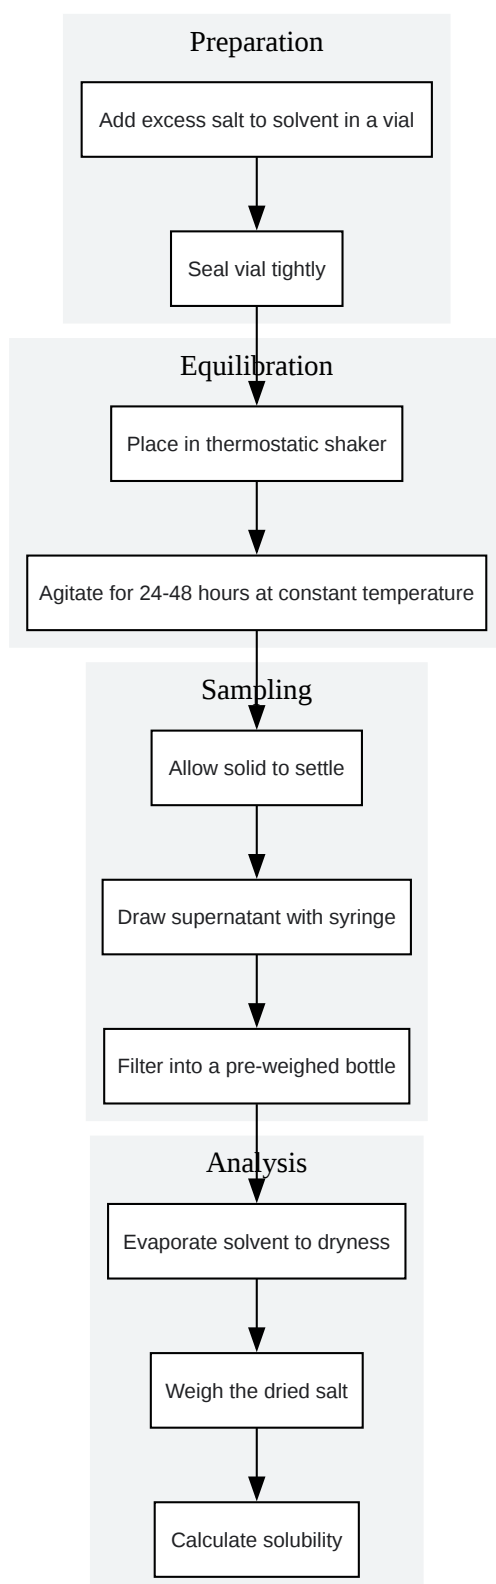 Preparation
Add excess salt to solvent in a vial
Seal vial tightly
Equilibration
Place in thermostatic shaker
Agitate for 24-48 hours at constant temperature
Sampling
Allow solid to settle
Draw supernatant with syringe
Filter into a pre-weighed bottle
Analysis
Evaporate solvent to dryness
Weigh the dried salt
Calculate solubility